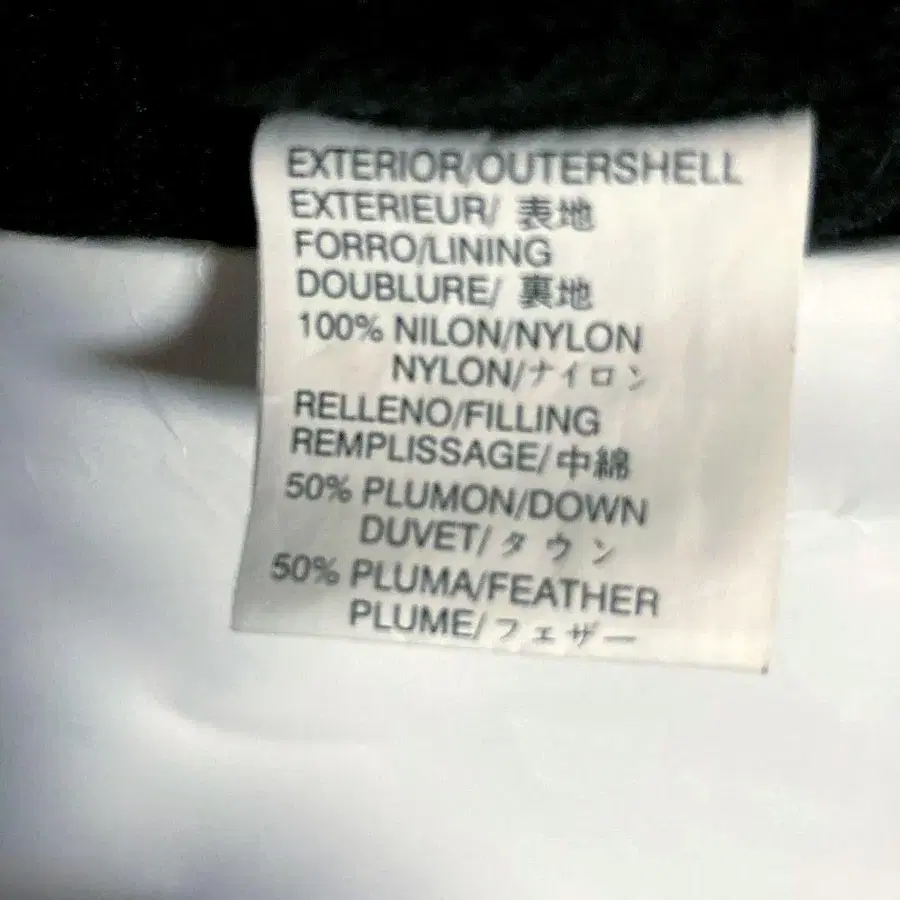 EXTERIOR/OUTERSHELL
EXTERIEUR/ 表地
FORRO/LINING
DOUBLURE/ 裏地
100% NILON/NYLON
NYLON/ナイロン
RELLENO/FILLING
REMPLISSAGE/中綿
50% PLUMON/DOWN
DUVET/タウン
50% PLUMA/FEATHER
PLUME/フェザー